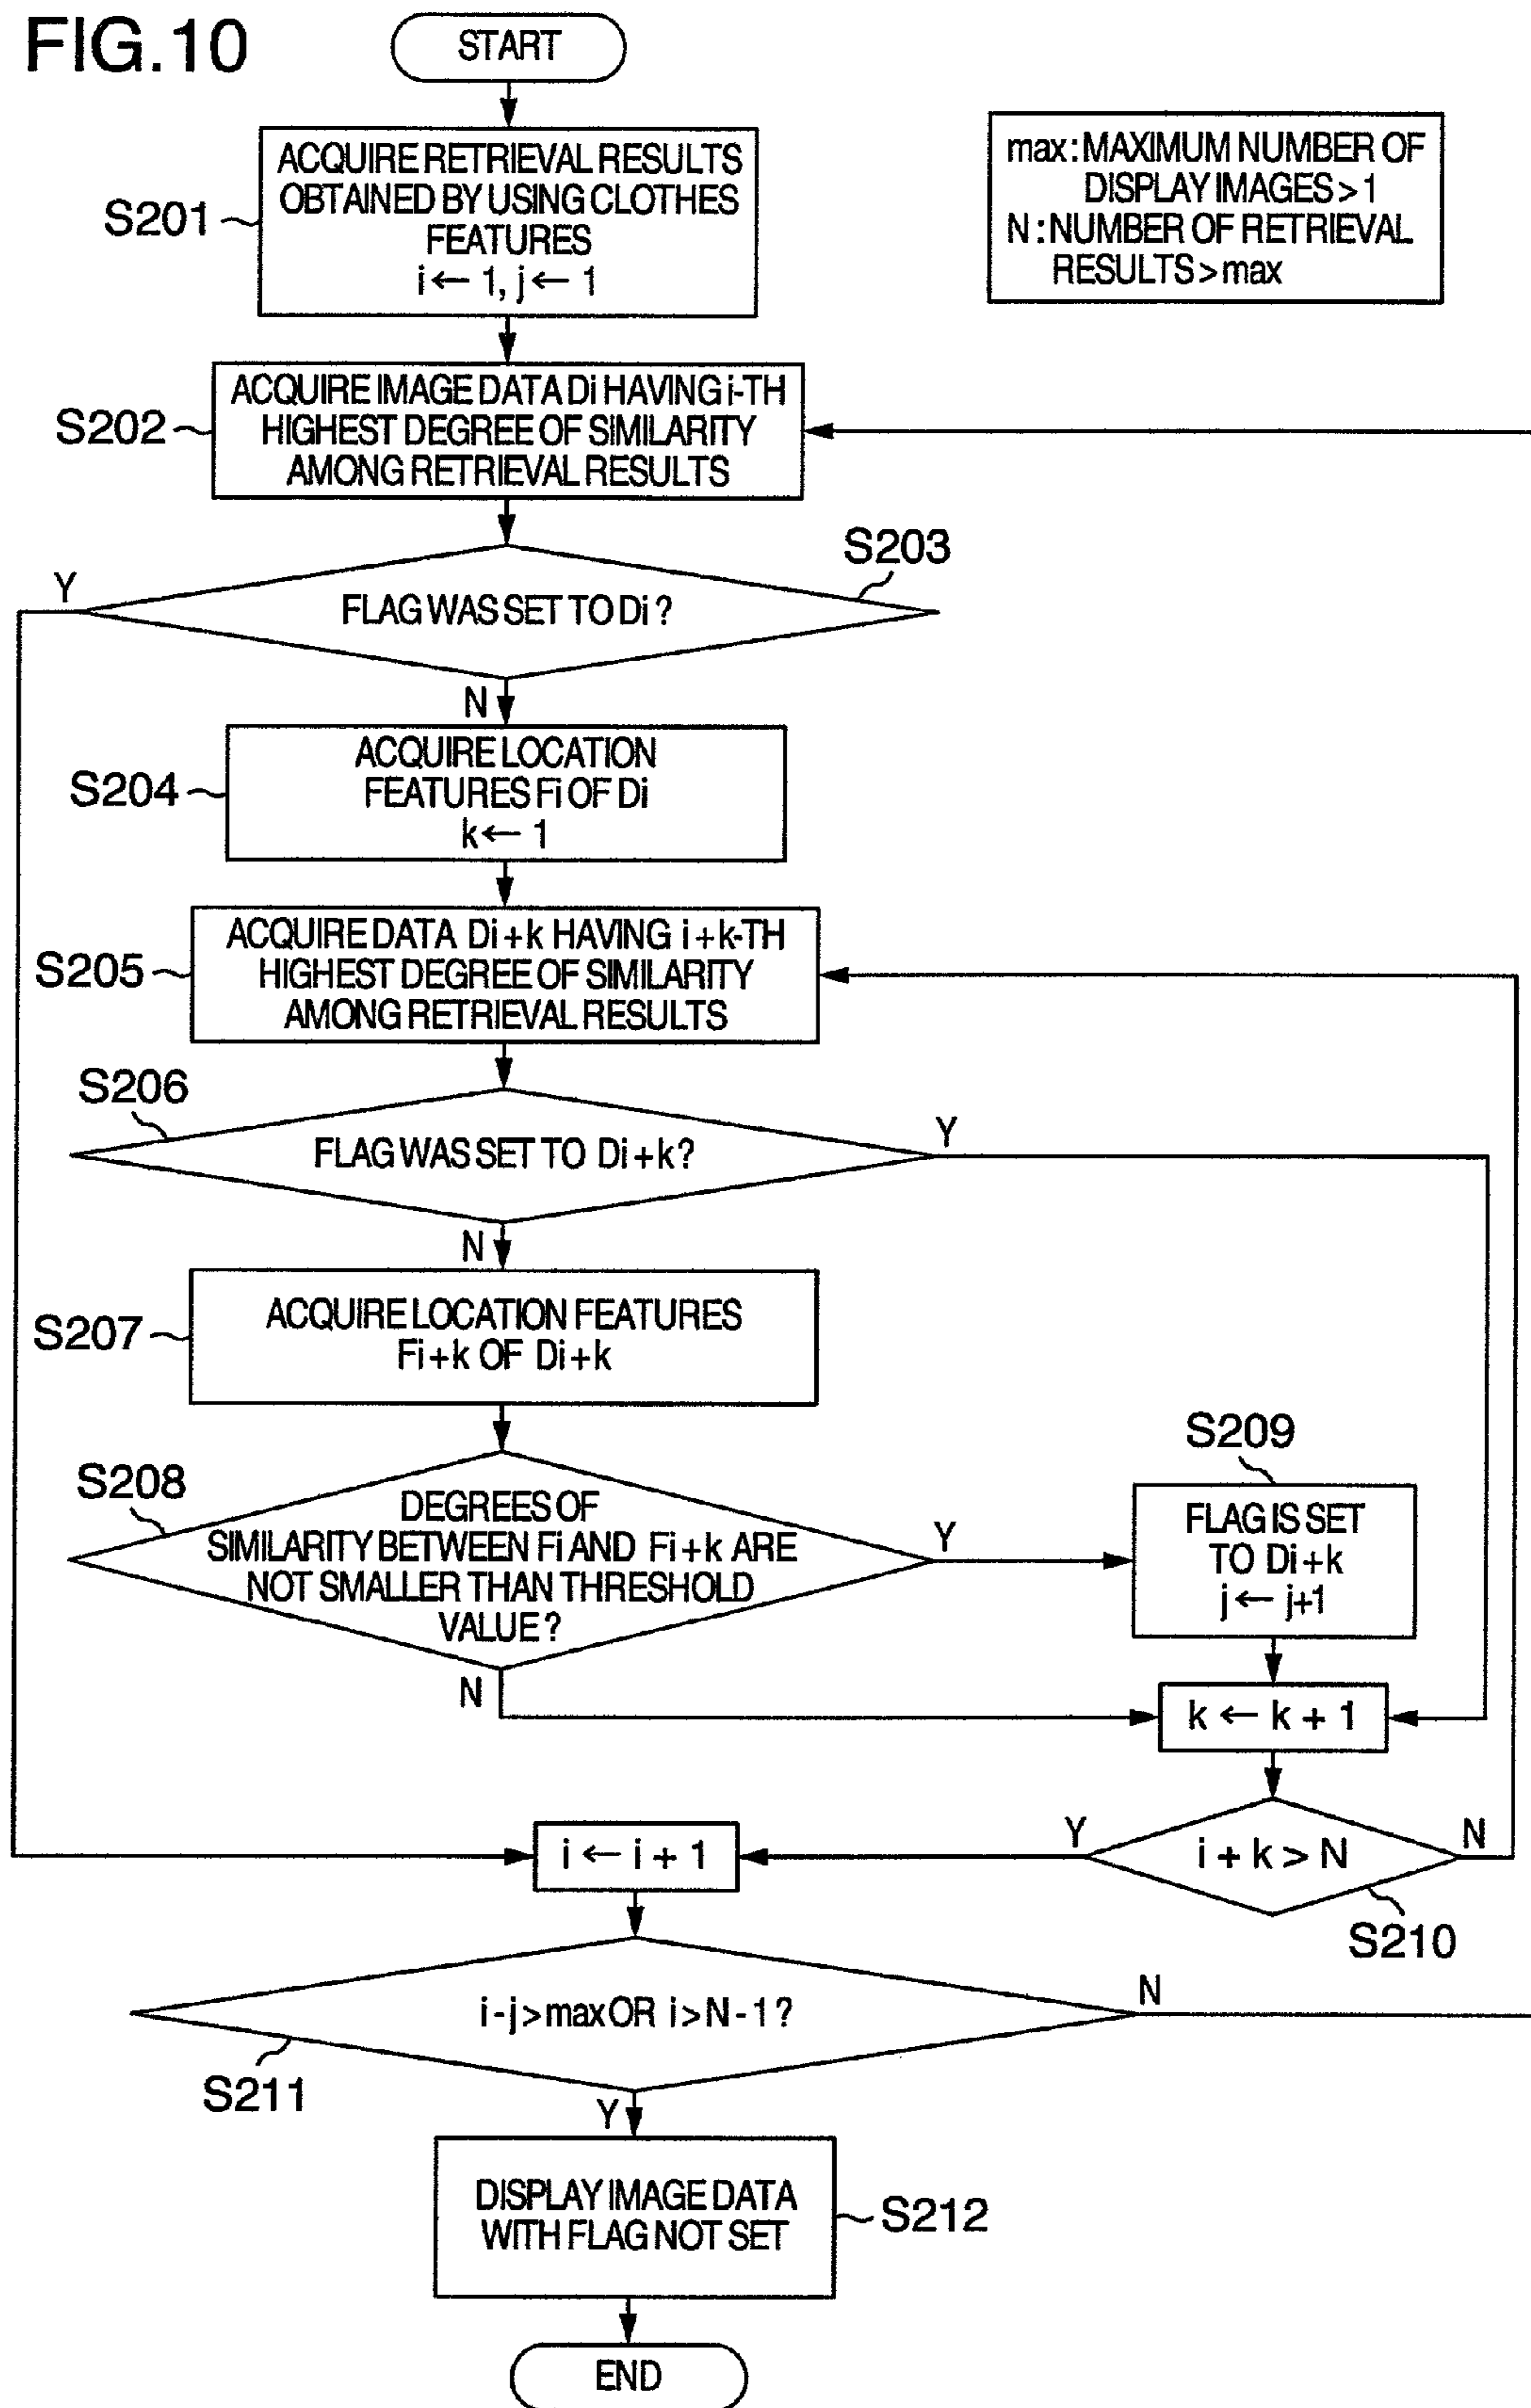 FIG.10
START
S201
ACQUIRE RETRIEVAL RESULTS
OBTAINED BY USING CLOTHES
FEATURES
i ← 1, j ← 1
max : MAXIMUM NUMBER OF
DISPLAY IMAGES > 1
N : NUMBER OF RETRIEVAL
RESULTS > max
S202
ACQUIRE IMAGE DATA Di HAVING i-TH
HIGHEST DEGREE OF SIMILARITY
AMONG RETRIEVAL RESULTS
S203
Y
FLAG WAS SET TO Di ?
N
S204
ACQUIRE LOCATION
FEATURES Fi OF Di
k ← 1
S205
ACQUIRE DATA Di+k HAVING i+k-TH
HIGHEST DEGREE OF SIMILARITY
AMONG RETRIEVAL RESULTS
S206
FLAG WAS SET TO Di+k?
Y
N
S207
ACQUIRE LOCATION FEATURES
Fi+k OF Di+k
S208
DEGREES OF
SIMILARITY BETWEEN Fi AND Fi+k ARE
NOT SMALLER THAN THRESHOLD
VALUE ?
Y
N
S209
FLAG IS SET
TO Di+k
j ← j+1
k ← k + 1
i ← i + 1
Y
i + k > N
N
S210
i - j > max OR i > N - 1 ?
N
S211
Y
DISPLAY IMAGE DATA
WITH FLAG NOT SET
S212
END